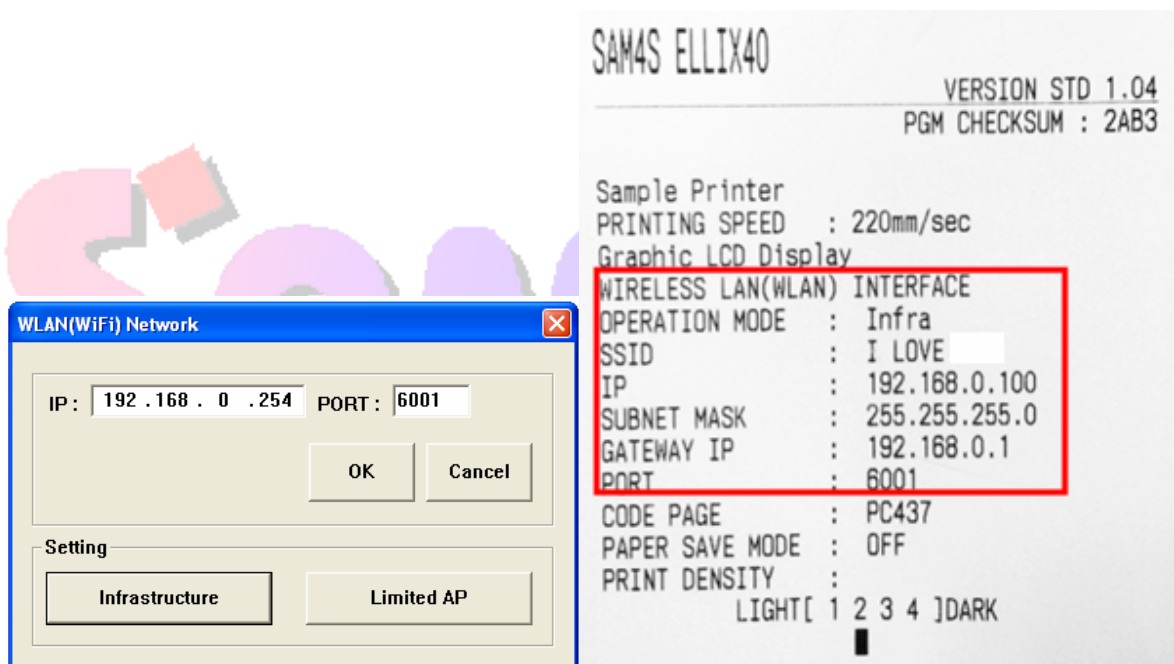 WLAN(WiFi) Network
IP : 192 .168 . 0 .254 PORT : 6001
OK Cancel
Setting
Infrastructure Limited AP
SAM4S ELLIX40
VERSION STD 1.04
PGM CHECKSUM : 2AB3
Sample Printer
PRINTING SPEED : 220mm/sec
Graphic LCD Display
WIRELESS LAN(WLAN) INTERFACE
OPERATION MODE : Infra
SSID : I LOVE
IP : 192.168.0.100
SUBNET MASK : 255.255.255.0
GATEWAY IP : 192.168.0.1
PORT : 6001
CODE PAGE : PC437
PAPER SAVE MODE : OFF
PRINT DENSITY :
LIGHT[ 1 2 3 4 ]DARK